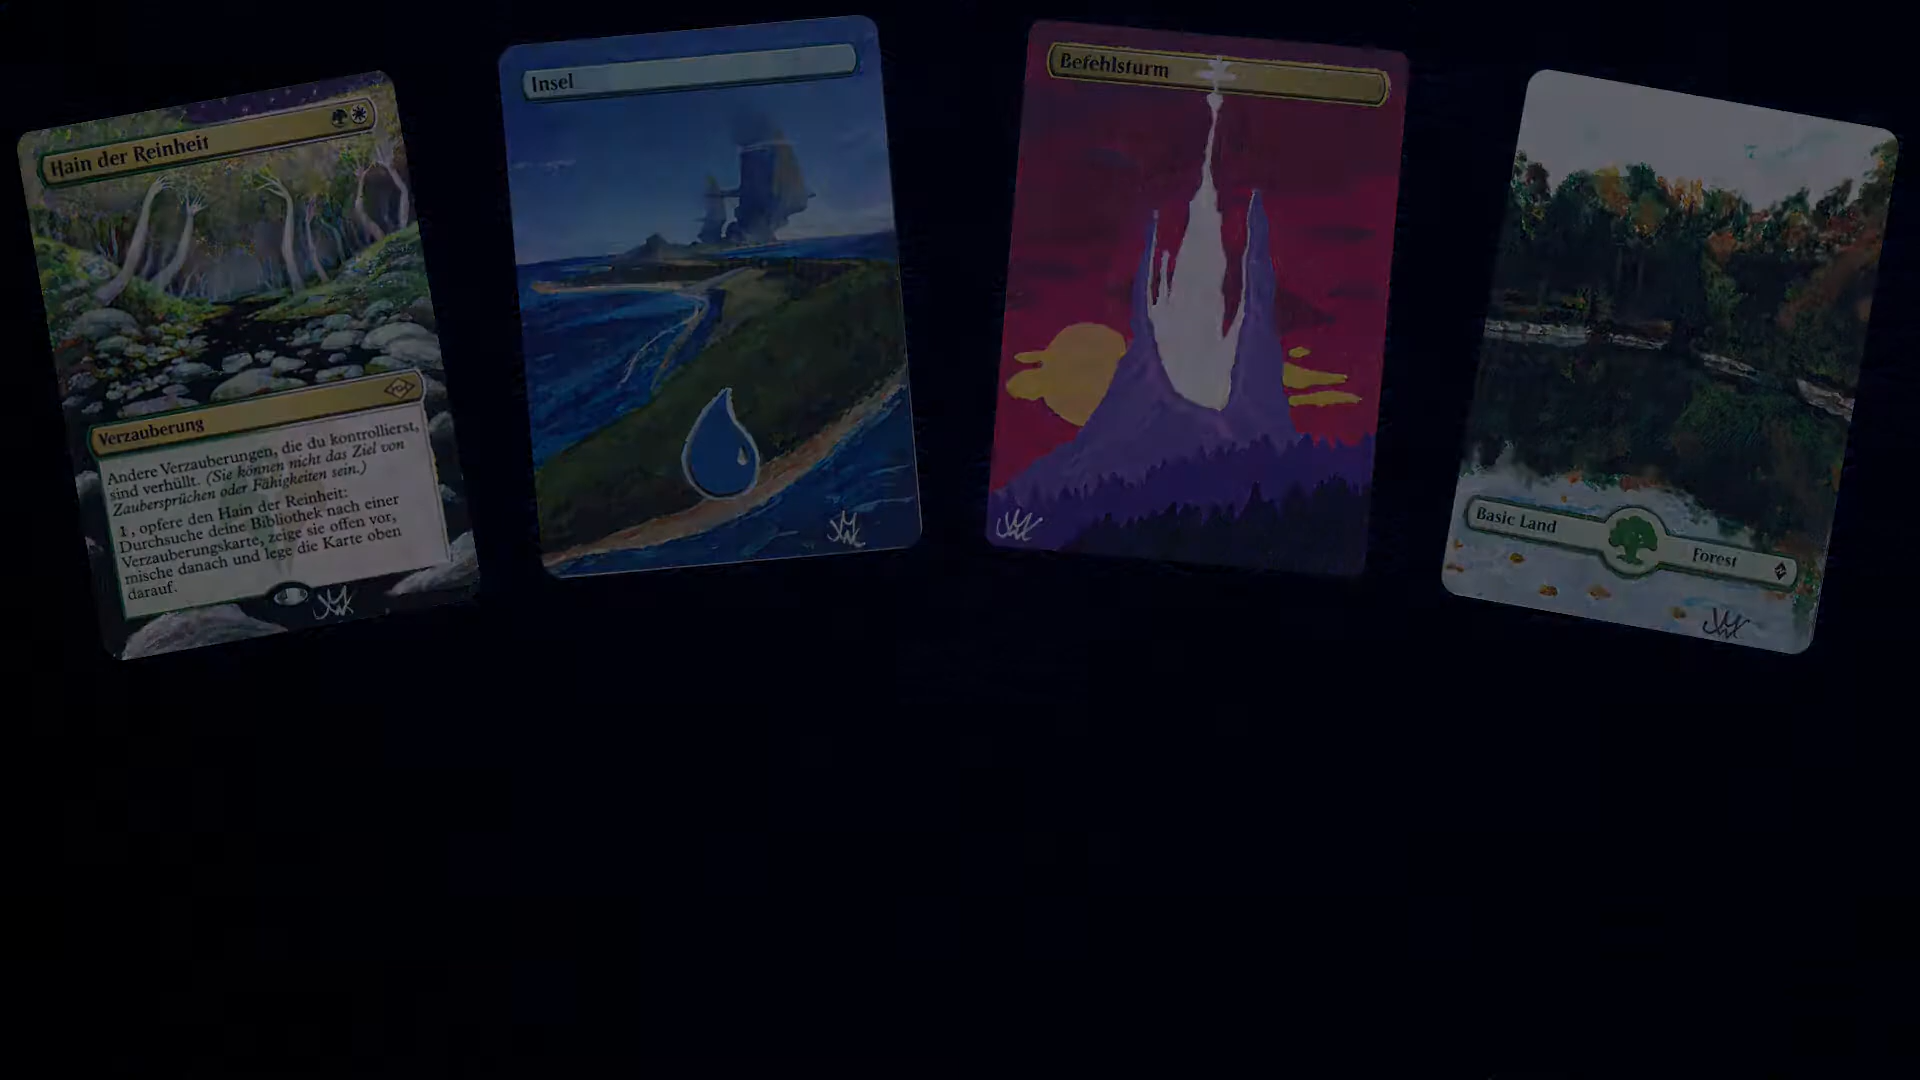 Hain der Reinheit
Verzauberung
Andere Verzauberungen, die du kontrollierst,
sind verhüllt. (Sie können nicht das Ziel von
Zaubersprüchen oder Fähigkeiten sein.)
1, opfere den Hain der Reinheit:
Durchsuche deine Bibliothek nach einer
Verzauberungskarte, zeige sie offen vor,
mische danach und lege die Karte oben
darauf.
Insel
Befehlsturm
Basic Land
Forest